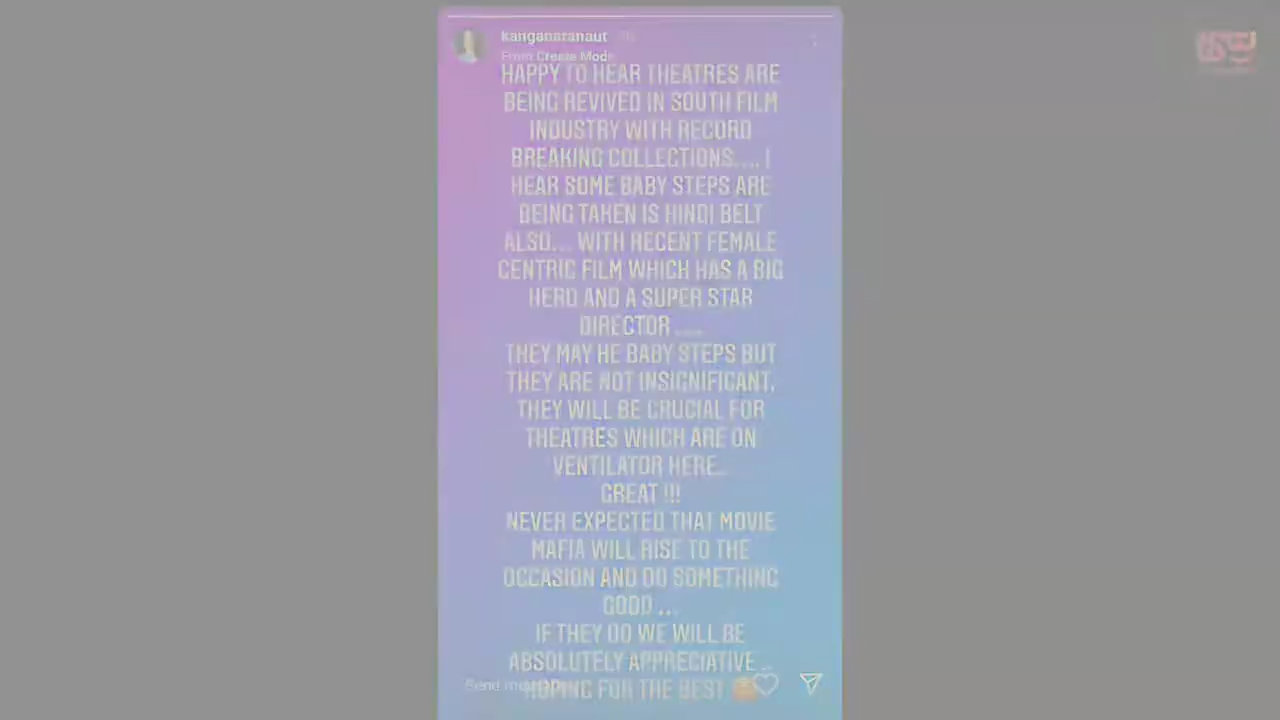 kanganaranaut
From Create Mode
HAPPY TO HEAR THEATRES ARE
BEING REVIVED IN SOUTH FILM
INDUSTRY WITH RECORD
BREAKING COLLECTIONS.... I
HEAR SOME BABY STEPS ARE
BEING TAKEN IS HINDI BELT
ALSO... WITH RECENT FEMALE
CENTRIC FILM WHICH HAS A BIG
HERO AND A SUPER STAR
DIRECTOR ....
THEY MAY HE BABY STEPS BUT
THEY ARE NOT INSIGNIFICANT,
THEY WILL BE CRUCIAL FOR
THEATRES WHICH ARE ON
VENTILATOR HERE..
GREAT !!!
NEVER EXPECTED THAT MOVIE
MAFIA WILL RISE TO THE
OCCASION AND DO SOMETHING
GOOD ...
IF THEY DO WE WILL BE
ABSOLUTELY APPRECIATIVE ..
HOPING FOR THE BEST
Send